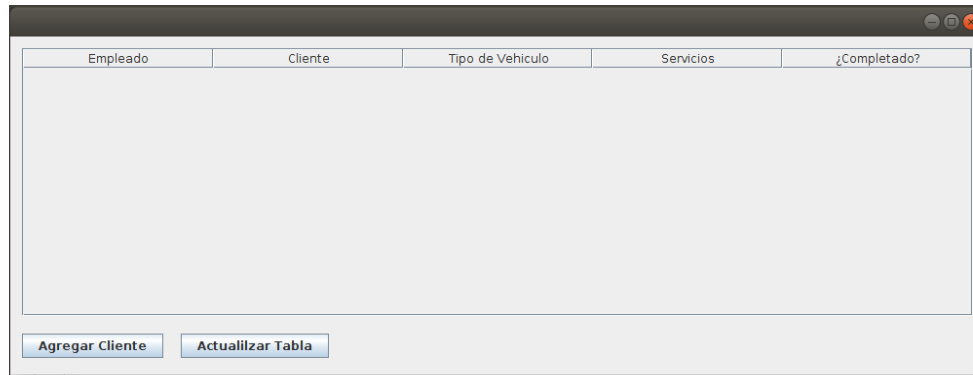 Empleado Cliente Tipo de Vehiculo Servicios ¿Completado?
Agregar Cliente Actualilzar Tabla